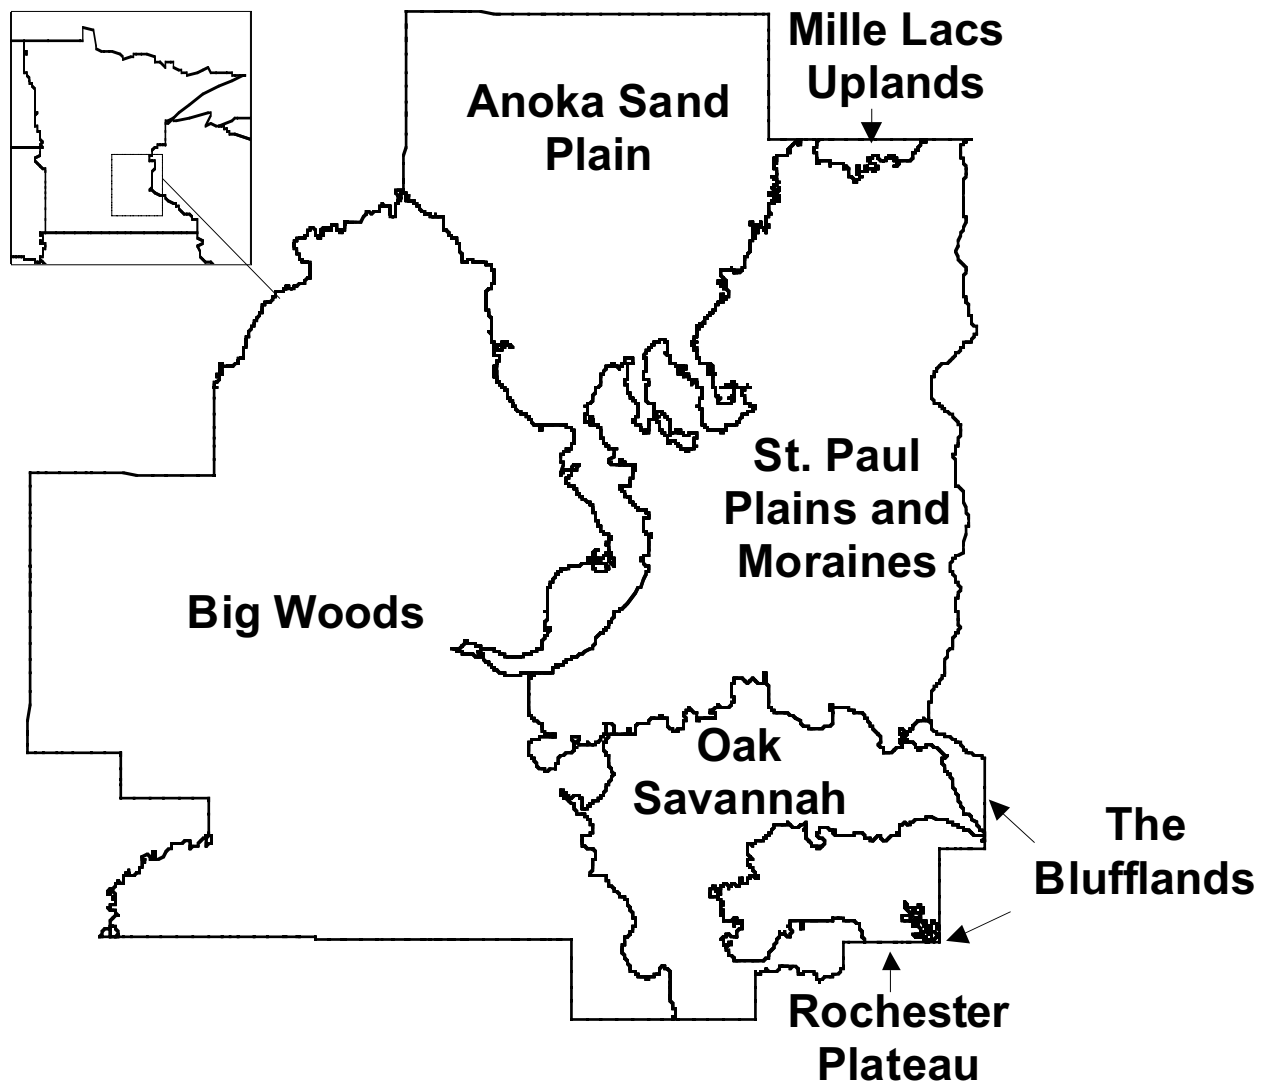 Mille Lacs
Uplands
Anoka Sand
Plain
St. Paul
Plains and
Moraines
Big Woods
Oak
Savannah
The
Blufflands
Rochester
Plateau